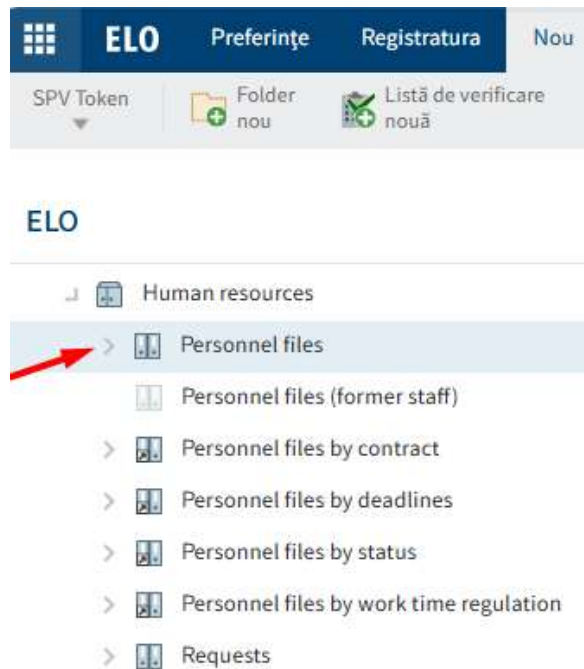 ELO Preferințe Registratura Nou
SPV Token
Folder nou
Listă de verificare nouă
ELO
Human resources
Personnel files
Personnel files (former staff)
Personnel files by contract
Personnel files by deadlines
Personnel files by status
Personnel files by work time regulation
Requests